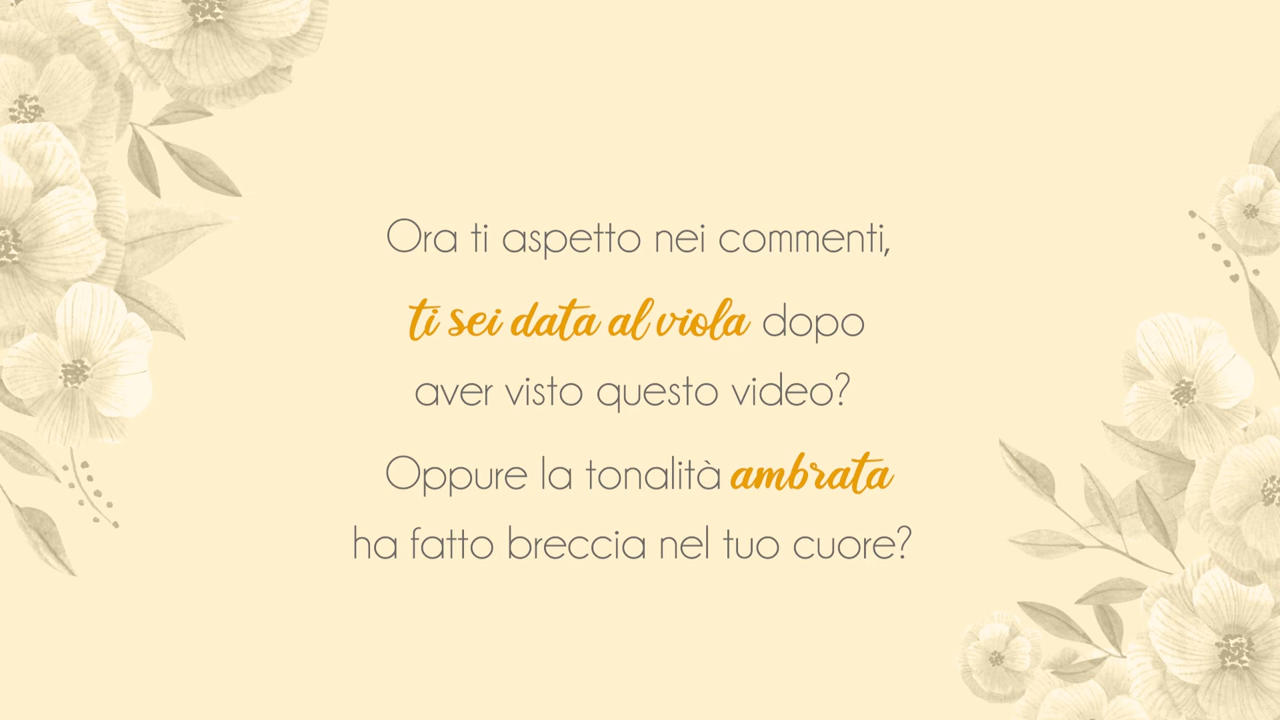 Ora ti aspetto nei commenti,
ti sei data al viola dopo
aver visto questo video?
Oppure la tonalità ambrata
ha fatto breccia nel tuo cuore?